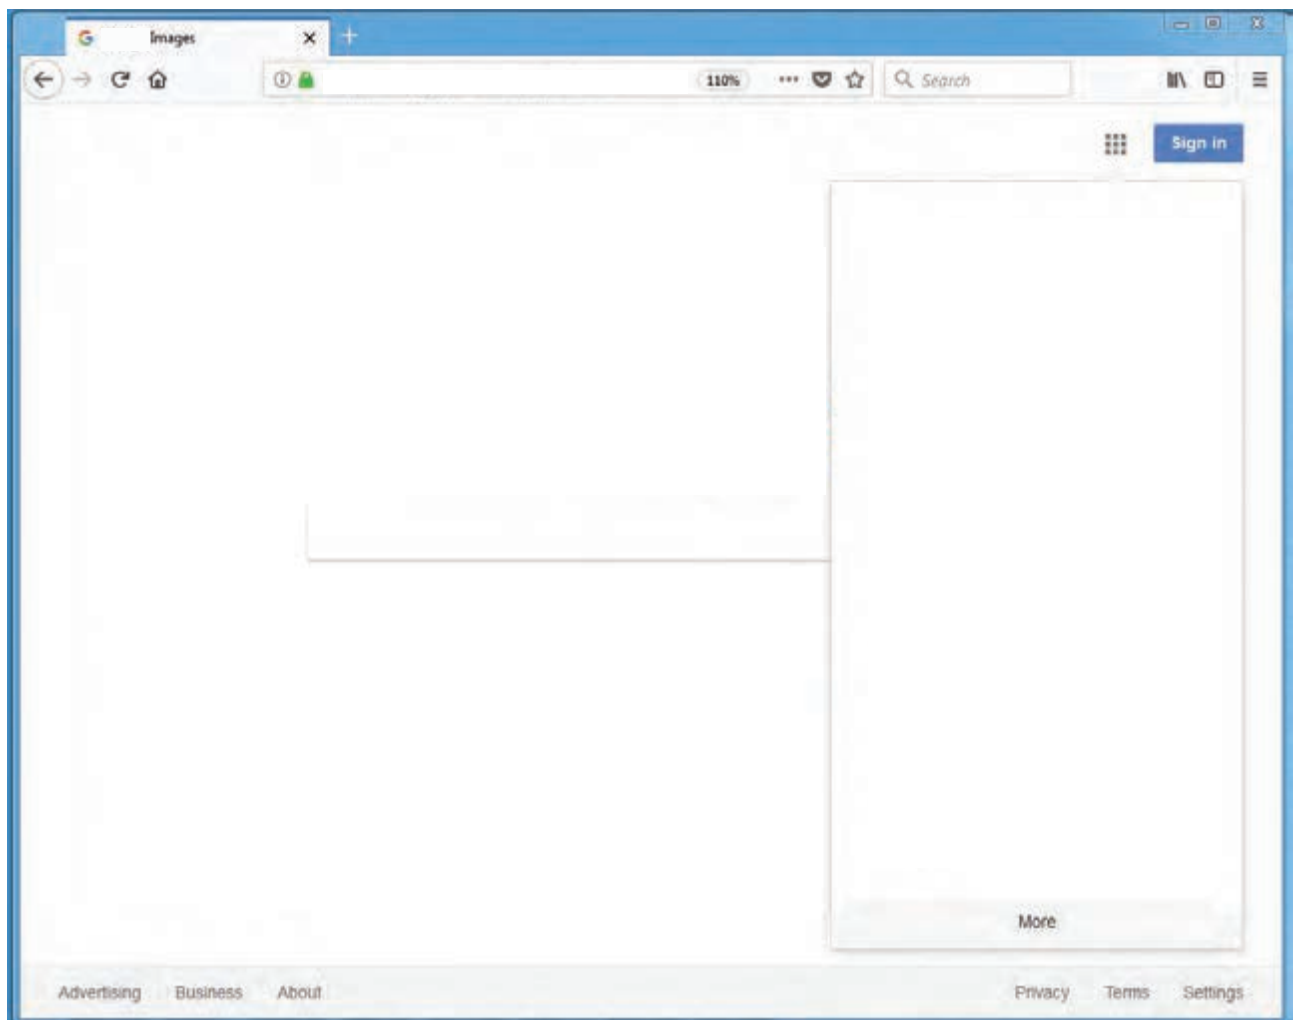 Images
110%
Search
Sign in
More
Advertising Business About Privacy Terms Settings